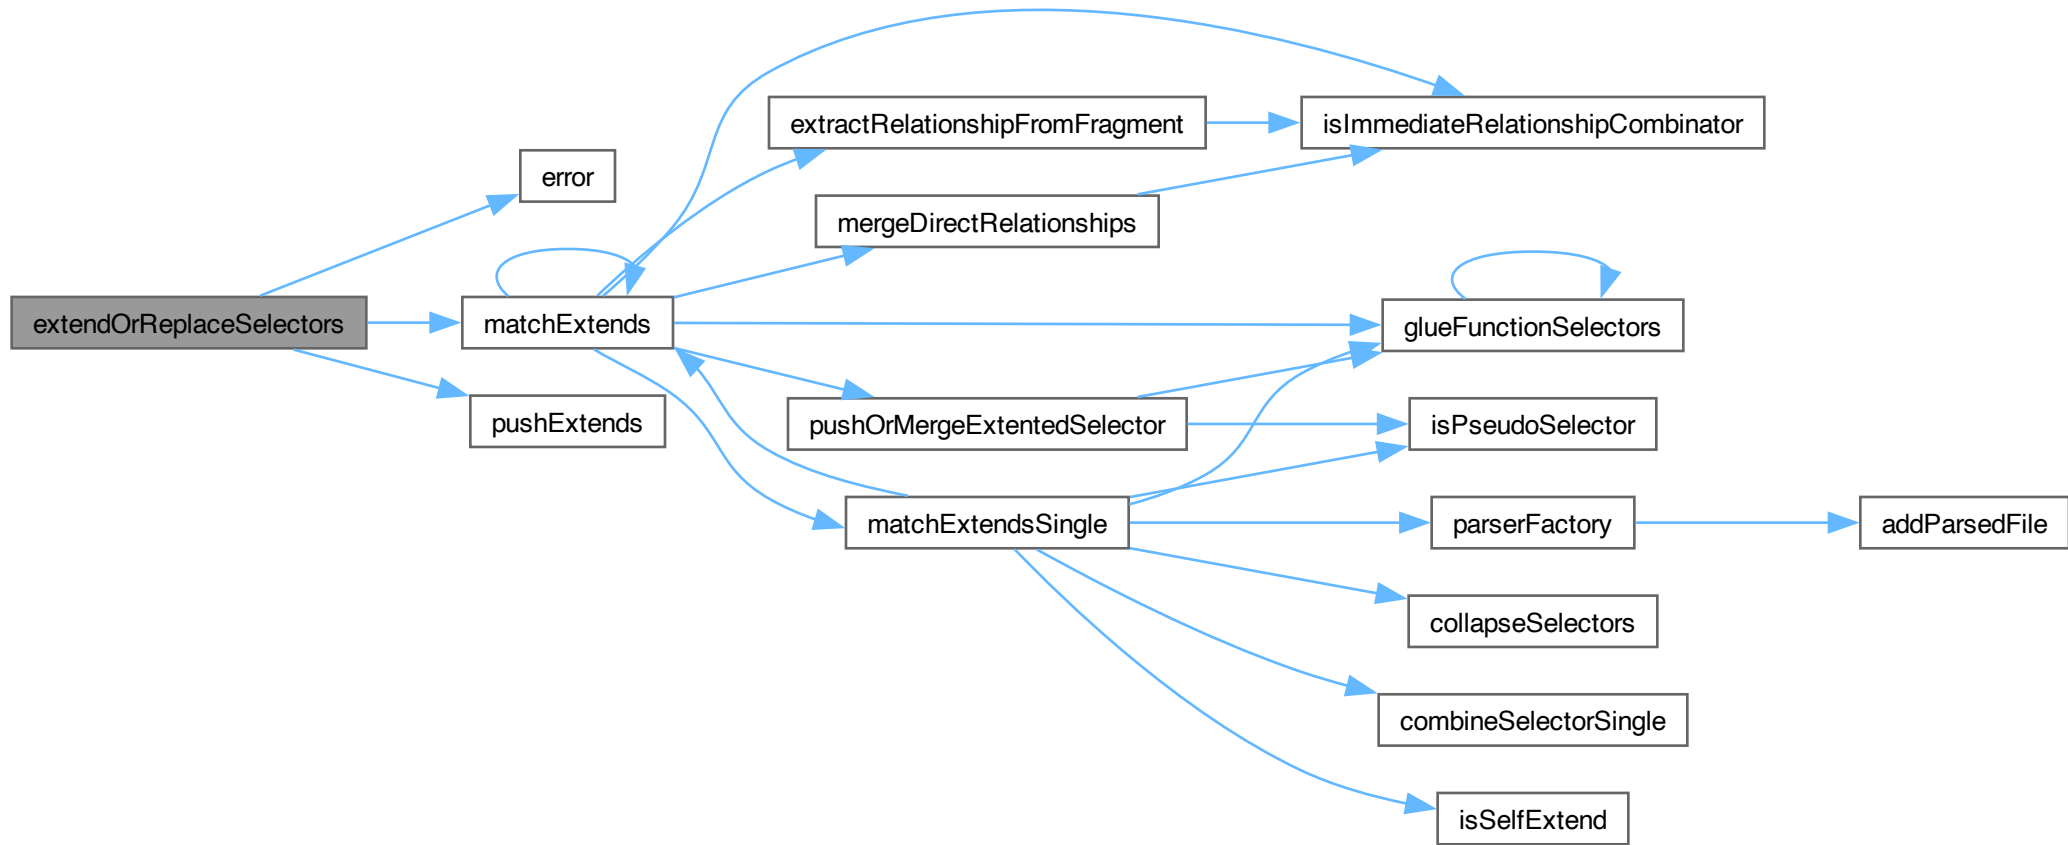 extendOrReplaceSelectors
error
matchExtends
pushExtends
extractRelationshipFromFragment
mergeDirectRelationships
pushOrMergeExtentedSelector
matchExtendsSingle
isImmediateRelationshipCombinator
glueFunctionSelectors
isPseudoSelector
parserFactory
collapseSelectors
combineSelectorSingle
isSelfExtend
addParsedFile